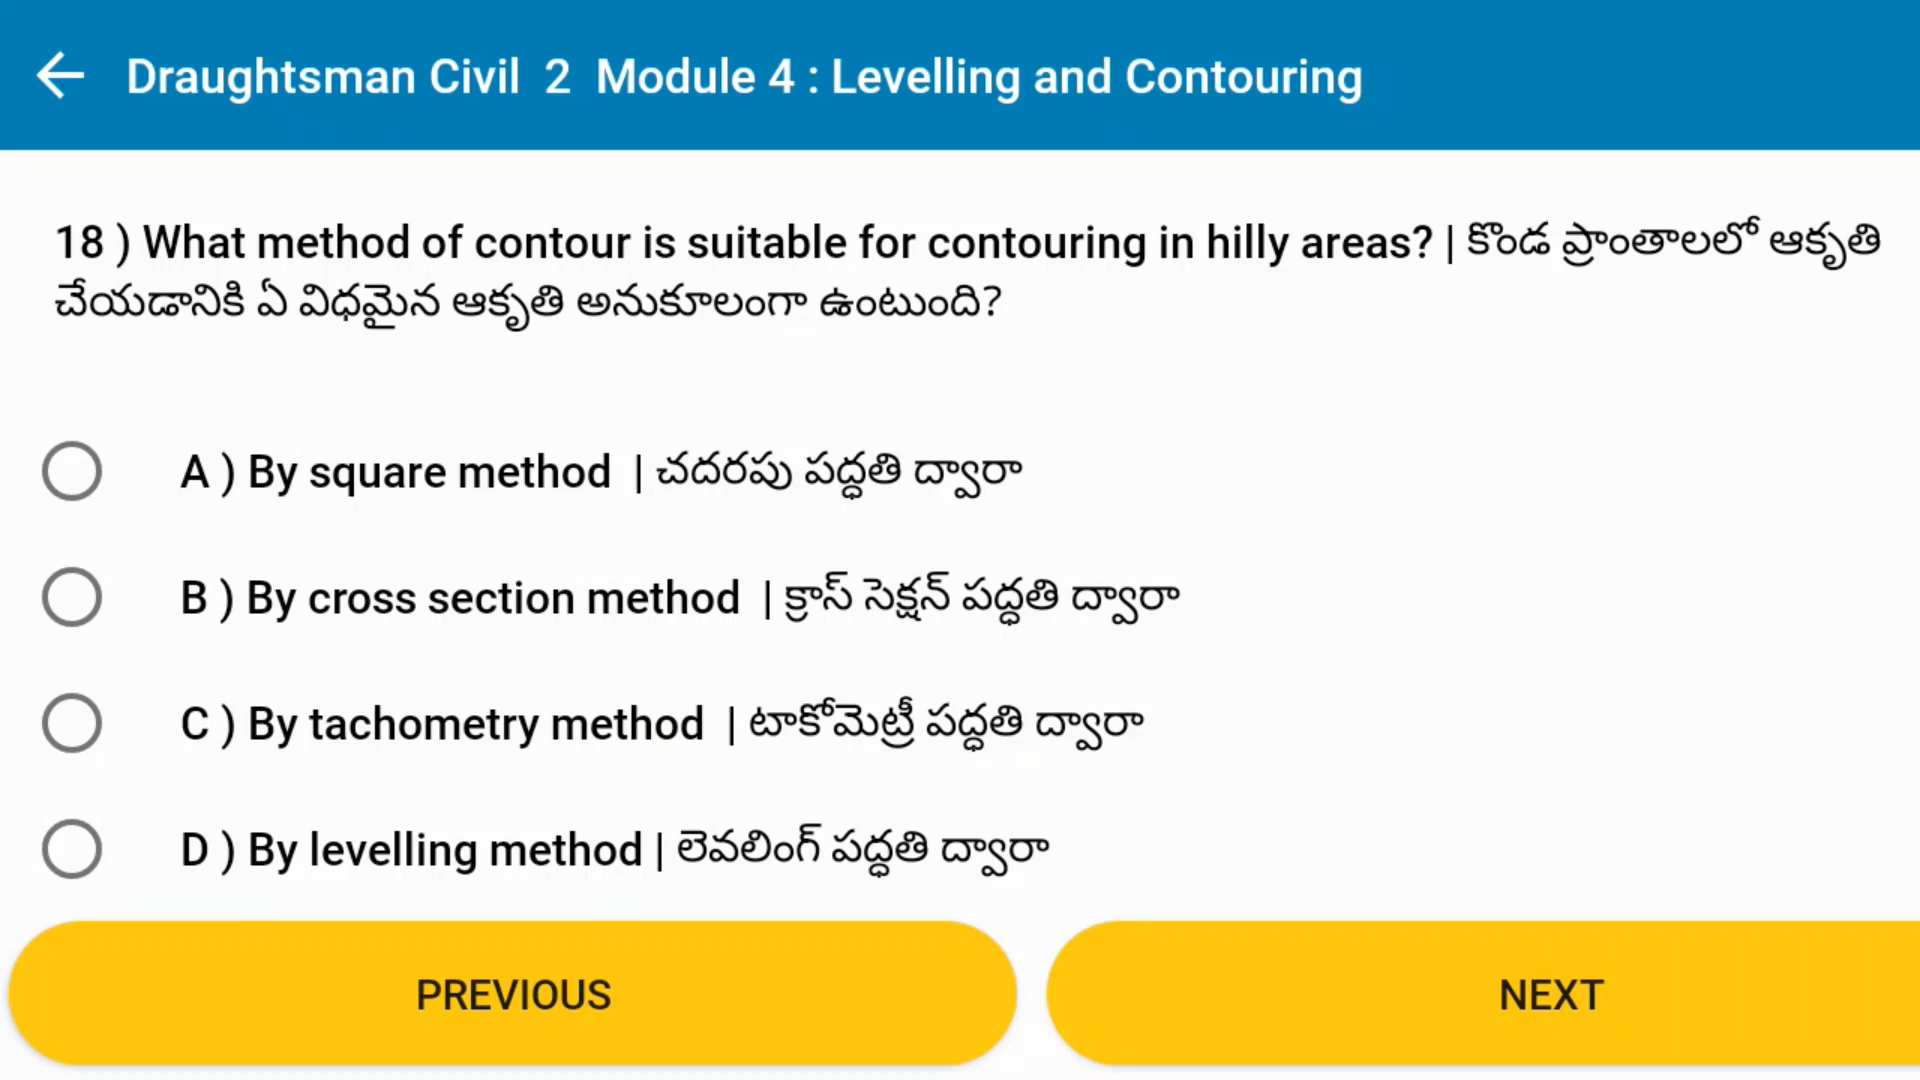 Draughtsman Civil 2 Module 4 : Levelling and Contouring
18 ) What method of contour is suitable for contouring in hilly areas? | కొండ ప్రాంతాలలో ఆకృతి
చేయడానికి ఏ విధమైన ఆకృతి అనుకూలంగా ఉంటుంది?
A ) By square method | చదరపు పద్ధతి ద్వారా
B ) By cross section method | క్రాస్ సెక్షన్ పద్ధతి ద్వారా
C ) By tachometry method | టాకోమెట్రీ పద్ధతి ద్వారా
D ) By levelling method | లెవలింగ్ పద్ధతి ద్వారా
PREVIOUS NEXT